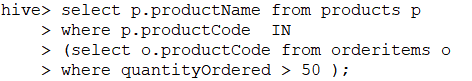 hive> select p.productName from products p
    > where p.productCode  IN
    > (select o.productCode from orderitems o
    > where quantityOrdered > 50 );